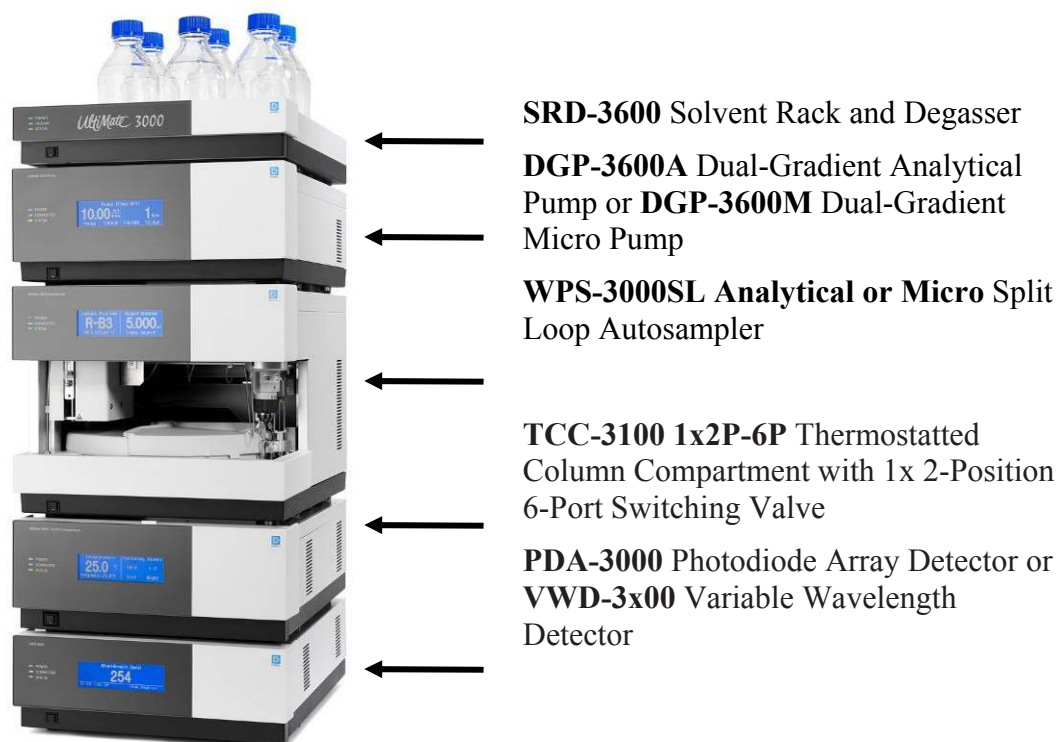 UltiMate 3000
SRD-3600 Solvent Rack and Degasser
DGP-3600A Dual-Gradient Analytical
Pump or DGP-3600M Dual-Gradient
Micro Pump
10.00
1
WPS-3000SL Analytical or Micro Split
Loop Autosampler
R-B3
5.000
TCC-3100 1x2P-6P Thermostatted
Column Compartment with 1x 2-Position
6-Port Switching Valve
25.0
PDA-3000 Photodiode Array Detector or
VWD-3x00 Variable Wavelength
Detector
254